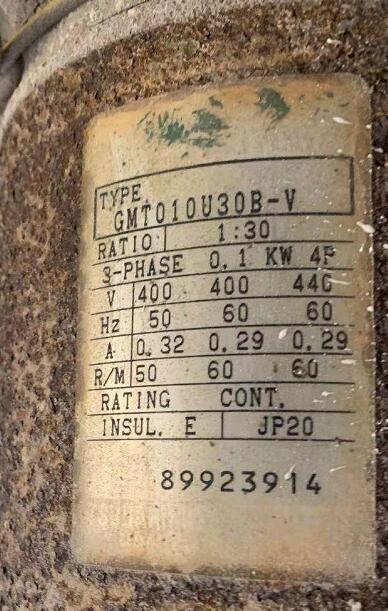 TYPE
GMTO10U30B-V
RATIO 1:30
3-PHASE 0.1 KW 4P
V 400 400 440
Hz 50 60 60
A 0.32 0.29 0.29
R/M 50 60 60
RATING CONT.
INSUL. E JP20
89923914